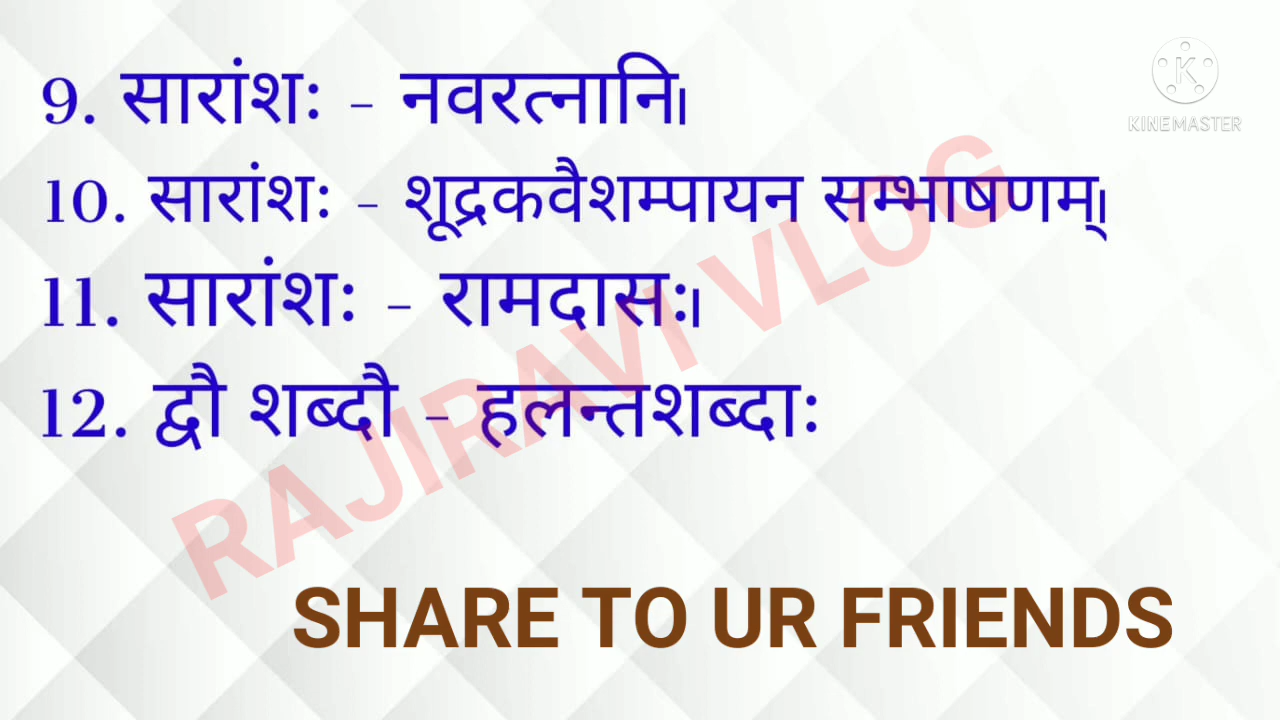 9. सारांशः - नवरत्नानि।
KINEMASTER
10. सारांशः - शूद्रकवैशम्पायन सम्भाषणम्।
11. सारांशः - रामदासः।
12. द्वौ शब्दौ - हलन्तशब्दाः
RAJIRAVI VLOG
SHARE TO UR FRIENDS